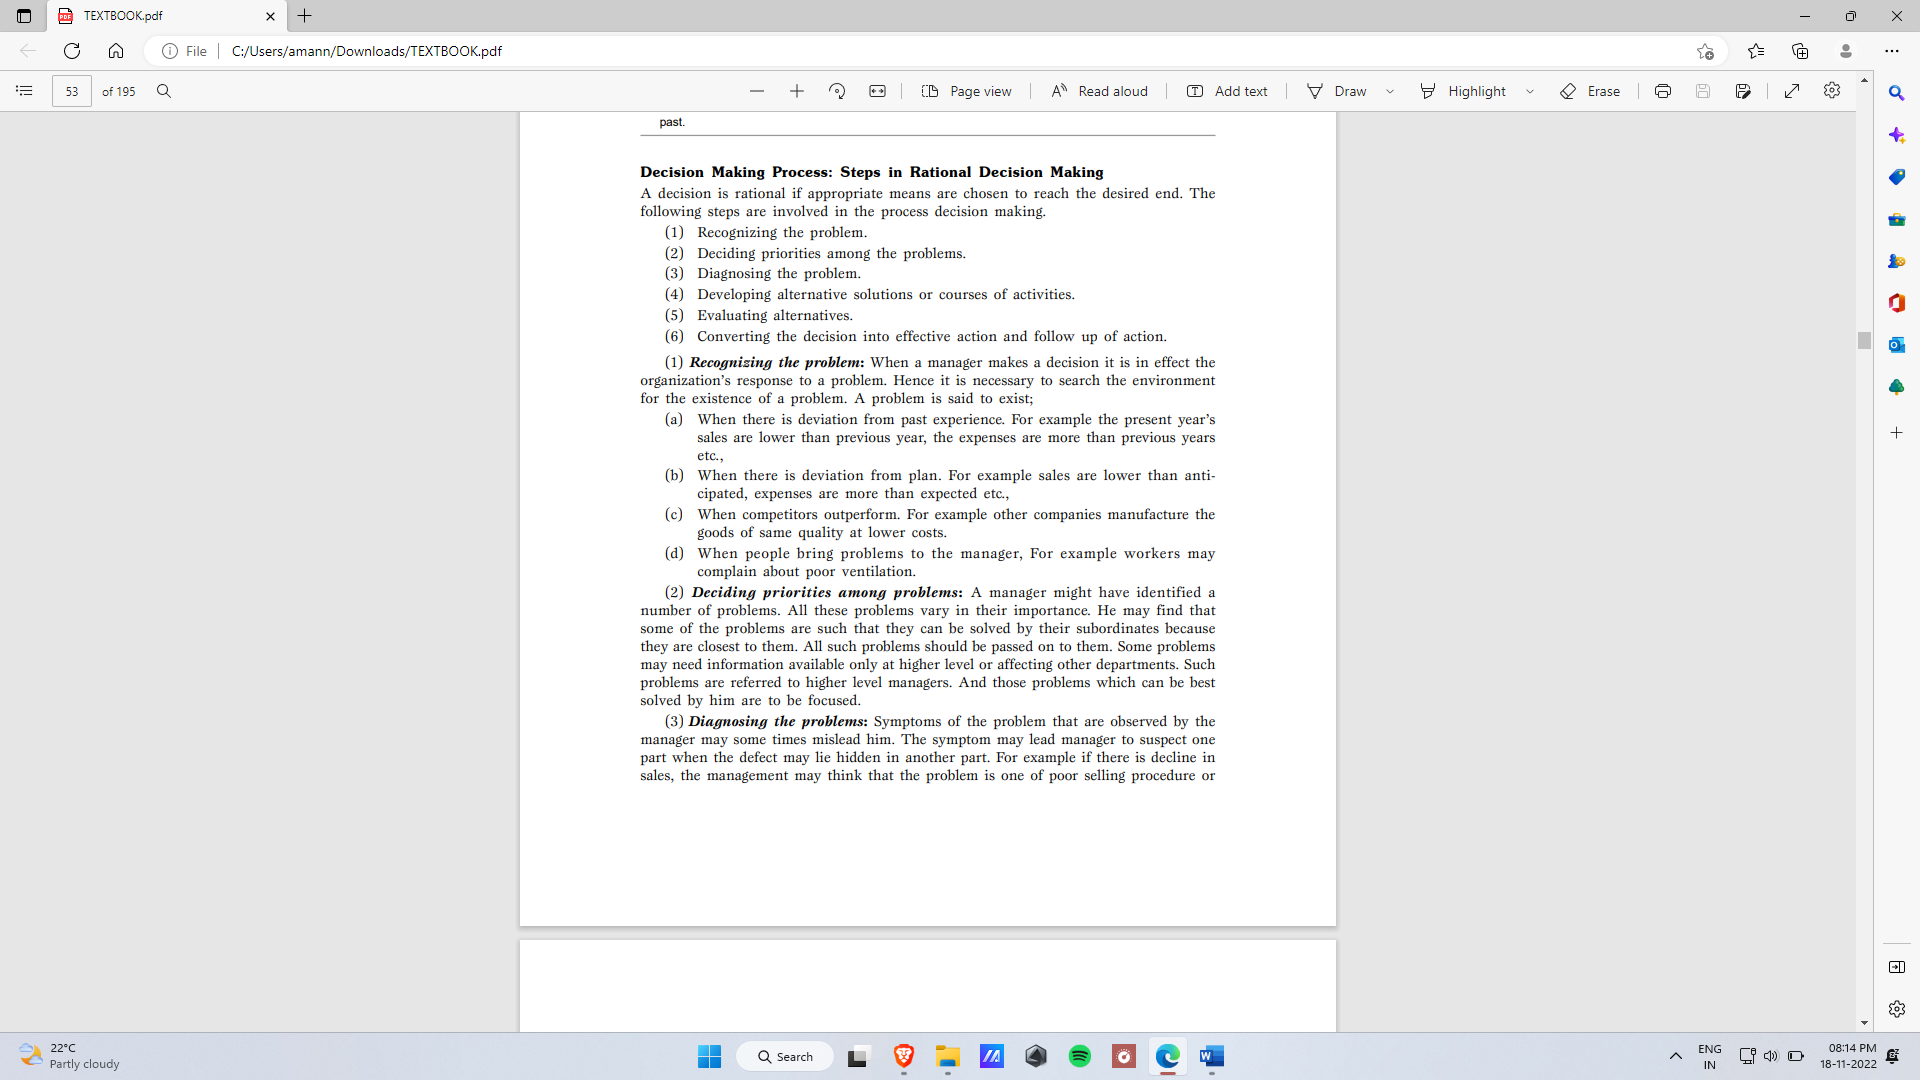 TEXTBOOK.pdf
File
C:/Users/amann/Downloads/TEXTBOOK.pdf
53 of 195
Page view
Read aloud
Add text
Draw
Highlight
Erase
past.
Decision Making Process: Steps in Rational Decision Making
A decision is rational if appropriate means are chosen to reach the desired end. The
following steps are involved in the process decision making.
(1) Recognizing the problem.
(2) Deciding priorities among the problems.
(3) Diagnosing the problem.
(4) Developing alternative solutions or courses of activities.
(5) Evaluating alternatives.
(6) Converting the decision into effective action and follow up of action.
(1) Recognizing the problem: When a manager makes a decision it is in effect the
organization's response to a problem. Hence it is necessary to search the environment
for the existence of a problem. A problem is said to exist;
(a) When there is deviation from past experience. For example the present year's
sales are lower than previous year, the expenses are more than previous years
etc.,
(b) When there is deviation from plan. For example sales are lower than anti-
cipated, expenses are more than expected etc.,
(c) When competitors outperform. For example other companies manufacture the
goods of same quality at lower costs.
(d) When people bring problems to the manager, For example workers may
complain about poor ventilation.
(2) Deciding priorities among problems: A manager might have identified a
number of problems. All these problems vary in their importance. He may find that
some of the problems are such that they can be solved by their subordinates because
they are closest to them. All such problems should be passed on to them. Some problems
may need information available only at higher level or affecting other departments. Such
problems are referred to higher level managers. And those problems which can be best
solved by him are to be focused.
(3) Diagnosing the problems: Symptoms of the problem that are observed by the
manager may some times mislead him. The symptom may lead manager to suspect one
part when the defect may lie hidden in another part. For example if there is decline in
sales, the management may think that the problem is one of poor selling procedure or
22°C
Partly cloudy
Search
ENG
IN
08:14 PM
18-11-2022